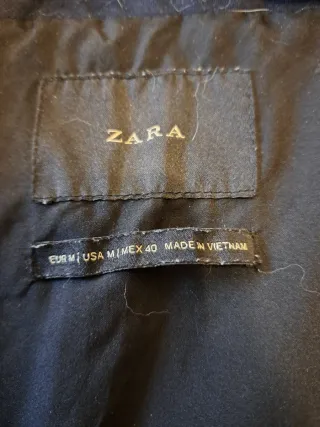 ZARA
EUR M | USA M | MEX 40 MADE IN VIETNAM